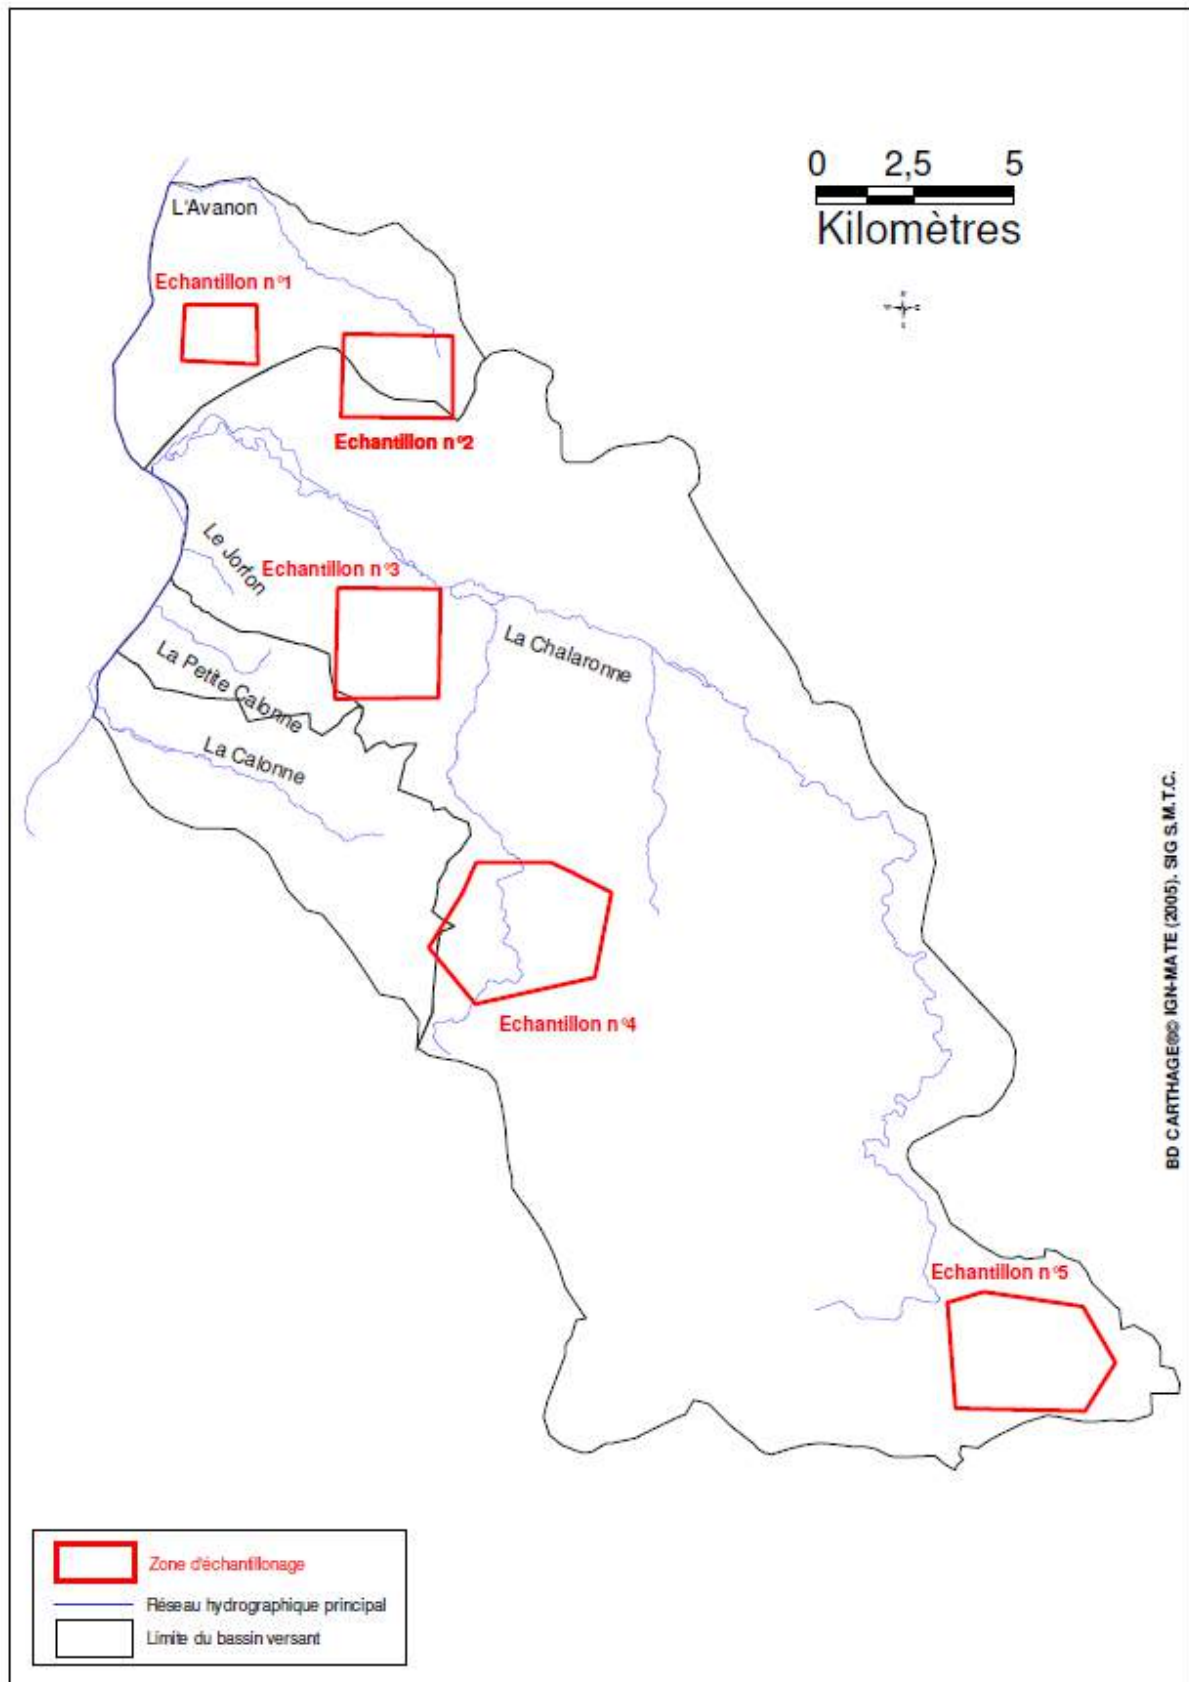 0 2,5 5
Kilomètres
L'Avanon
Echantillon n°1
Echantillon n°2
Le Jorfon
Echantillon n°3
La Chalaronne
La Petite Calonne
La Calonne
Echantillon n°4
Echantillon n°5
BD CARTHAGE®© IGN-MATE (2005). SIG S.M.T.C.
Zone d'échantillonage
Réseau hydrographique principal
Limite du bassin versant